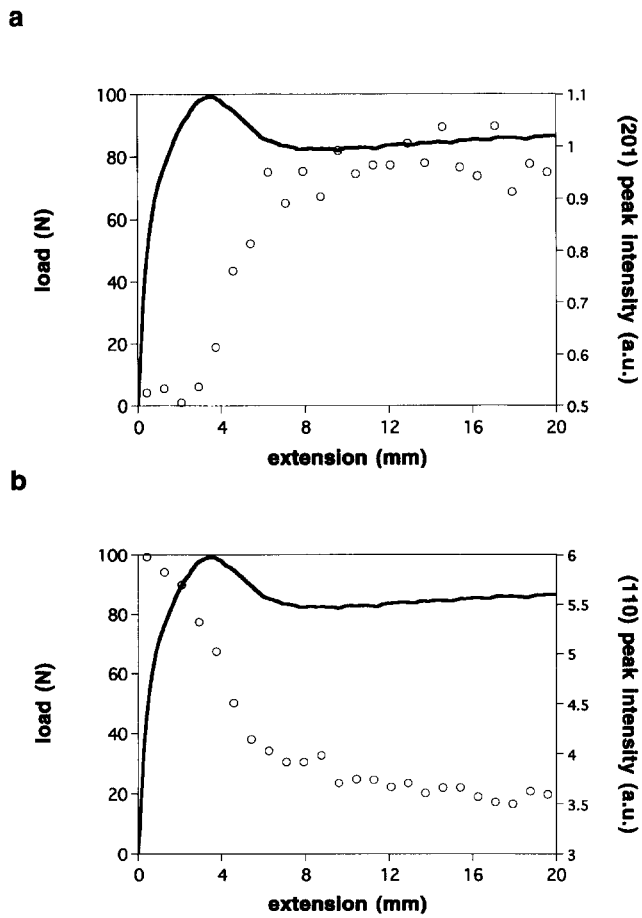 a
100
80
60
40
20
0
load (N)
1.1
1
0.9
0.8
0.7
0.6
0.5
(201) peak intensity (a.u.)
0 4 8 12 16 20
extension (mm)
b
100
80
60
40
20
0
load (N)
6
5.5
5
4.5
4
3.5
3
(110) peak intensity (a.u.)
0 4 8 12 16 20
extension (mm)